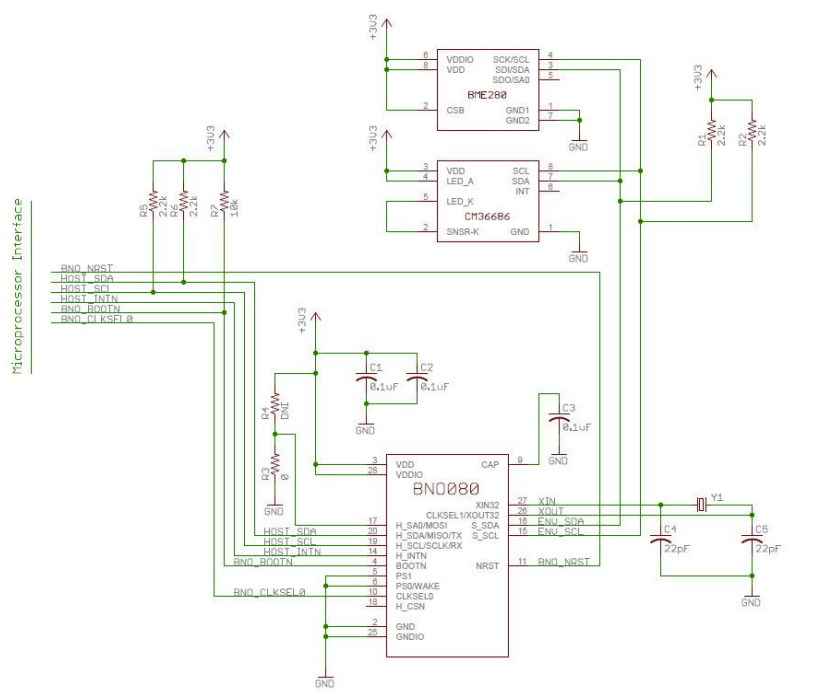 +3V3
6 VDDIO SCK/SCL 4
8 VDD SDI/SDA 3
SDO/SA0 5
BME280
2 CSB GND1 1
GND2 7
GND
+3V3
R1 2.2k
R2 2.2k
+3V3
3 VDD SCL 8
4 LED_A SDA 7
INT 6
5 LED_K
CM36686
2 SNSR-K GND 1
GND
+3V3
R5 2.2k
R6 2.2k
R7 10k
Microprocessor Interface
BNO_NRST
HOST_SDA
HOST_SCL
HOST_INTN
BNO_BOOTN
BNO_CLKSEL0
+3V3
C1 0.1uF
C2 0.1uF
GND
R4 DNI
R3 0
GND
C3
0.1uF
GND
3 VDD CAP 9
28 VDDIO
BNO080
XIN32 27 XIN
CLKSEL1/XOUT32 26 XOUT
17 H_SA0/MOSI S_SDA 16 ENV_SDA
HOST_SDA 20 H_SDA/MISO/TX S_SCL 15 ENV_SCL
HOST_SCL 19 H_SCL/SCLK/RX
HOST_INTN 14 H_INTN
BNO_BOOTN 4 BOOTN NRST 11 BNO_NRST
5 PS1
6 PS0/WAKE
BNO_CLKSEL0 10 CLKSEL0
18 H_CSN
2 GND
25 GNDIO
GND
Y1
C4
22pF
C5
22pF
GND